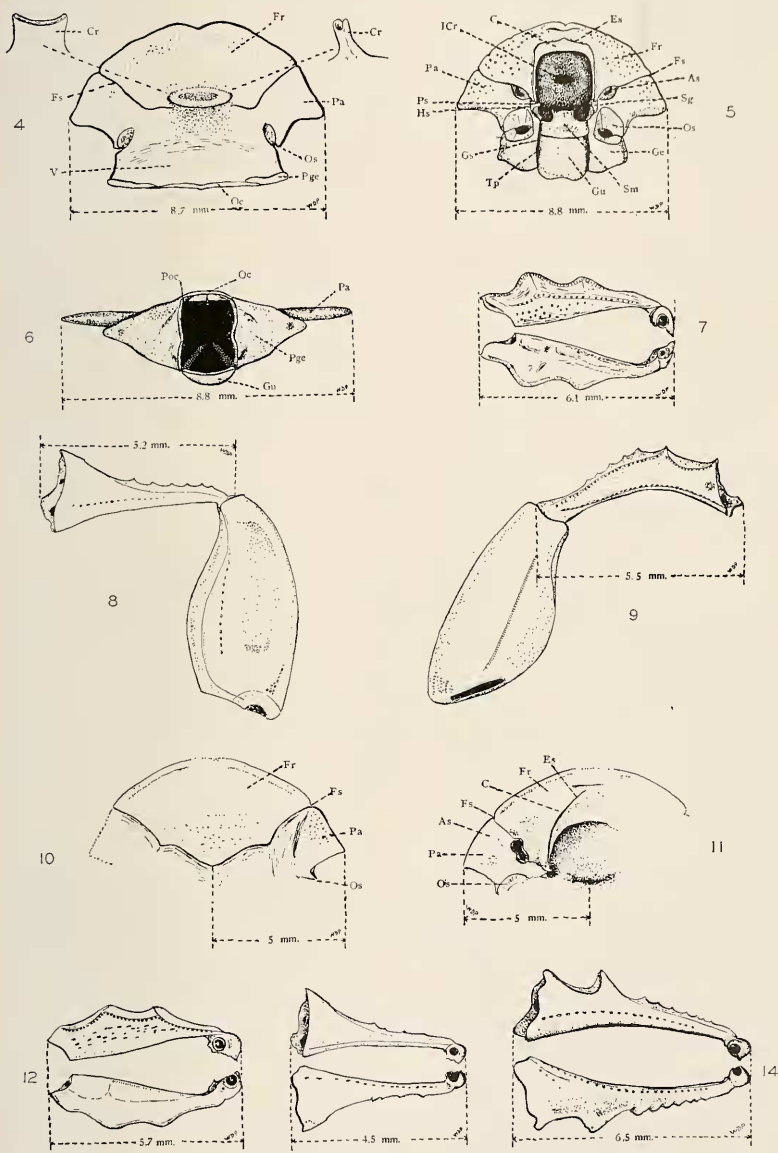 Cr
Fr
Cr
Fs
Pa
4
V
Os
Pge
Oc
8.7 mm.
C
Es
ICr
Fr
Pa
Fs
As
Ps
Sg
5
Hs
Os
Gs
Ge
Tp
Gu
Sm
8.8 mm.
Poc
Oc
Pa
6
Pge
Gu
8.8 mm.
7
6.1 mm.
5.2 mm.
8
5.5 mm.
9
Fr
Fs
Pa
10
Os
5 mm.
Es
Fr
C
Fs
As
Pa
11
Os
5 mm.
12
5.7 mm.
4.5 mm.
14
6.5 mm.